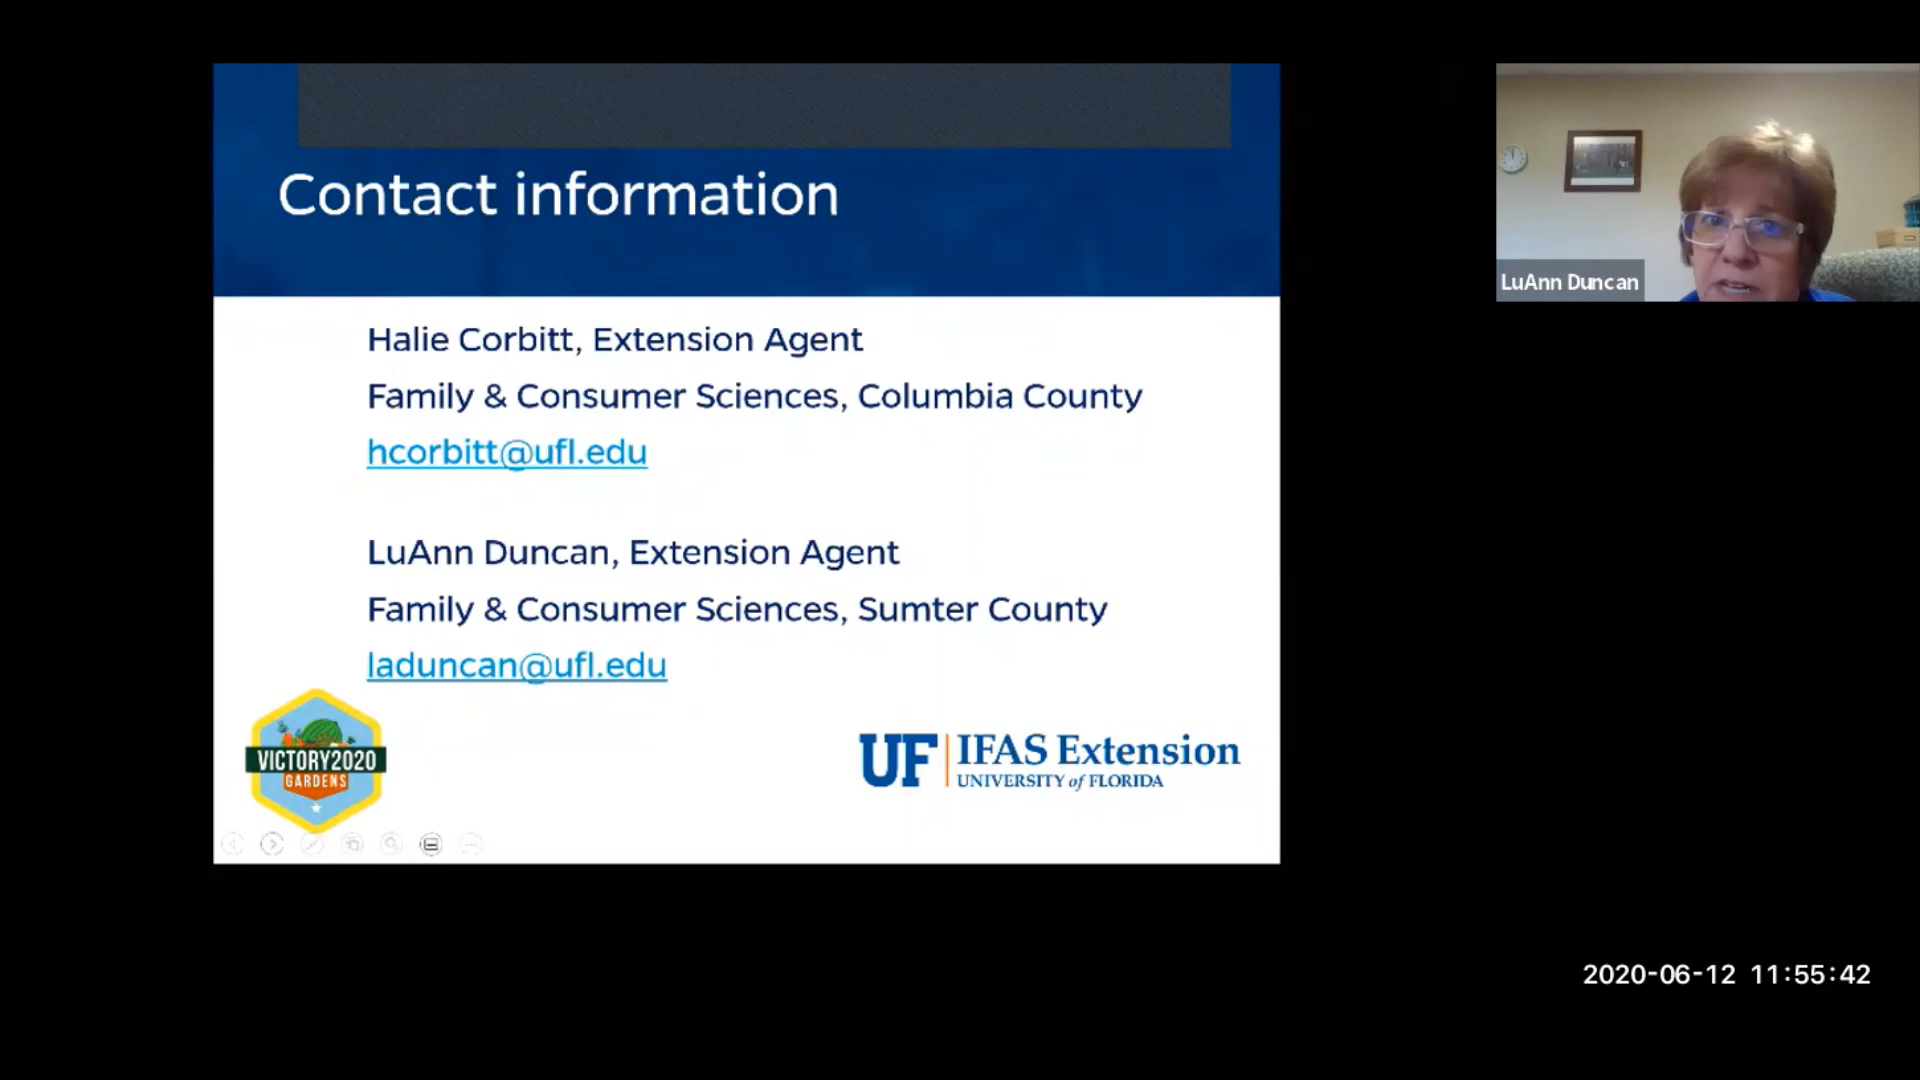 Contact information
Halie Corbitt, Extension Agent
Family & Consumer Sciences, Columbia County
hcorbitt@ufl.edu
LuAnn Duncan, Extension Agent
Family & Consumer Sciences, Sumter County
laduncan@ufl.edu
VICTORY2020
GARDENS
UF IFAS Extension
UNIVERSITY of FLORIDA
LuAnn Duncan
2020-06-12 11:55:42